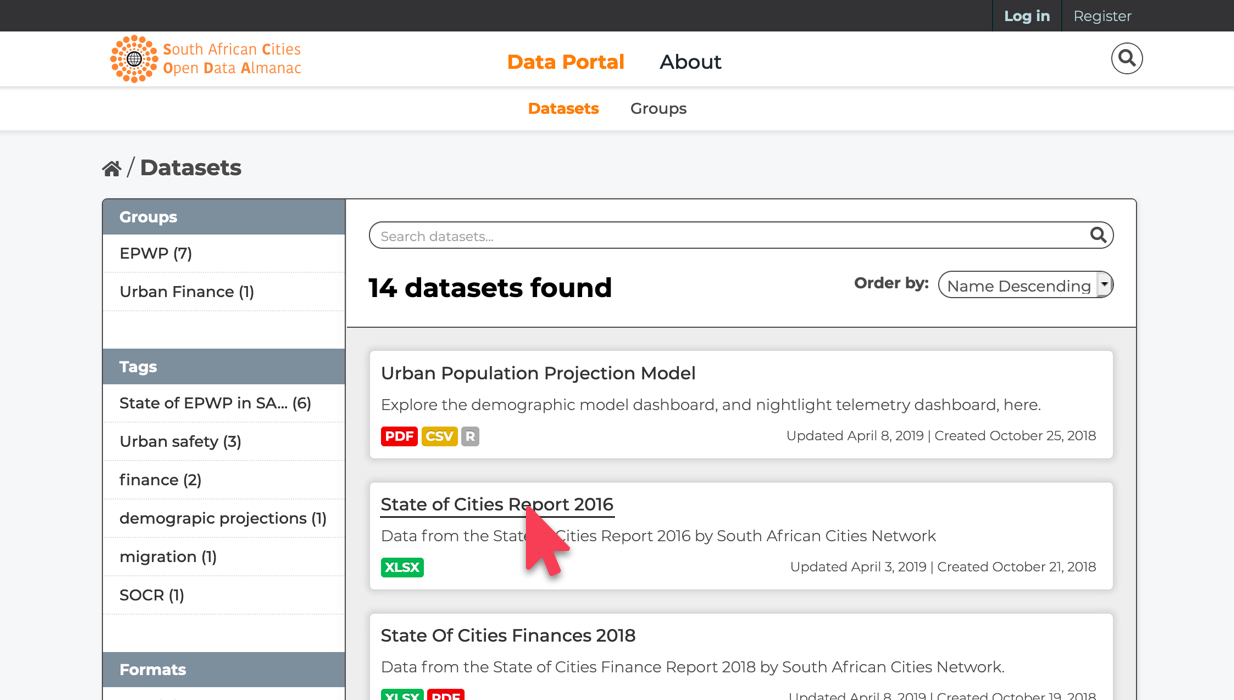 Log in Register
South African Cities
Open Data Almanac
Data Portal About
Datasets Groups
/ Datasets
Groups
EPWP (7)
Urban Finance (1)
Tags
State of EPWP in SA... (6)
Urban safety (3)
finance (2)
demograpic projections (1)
migration (1)
SOCR (1)
Formats
Search datasets...
14 datasets found
Order by: Name Descending
Urban Population Projection Model
Explore the demographic model dashboard, and nightlight telemetry dashboard, here.
PDF CSV R Updated April 8, 2019 | Created October 25, 2018
State of Cities Report 2016
Data from the State of Cities Report 2016 by South African Cities Network
XLSX Updated April 3, 2019 | Created October 21, 2018
State Of Cities Finances 2018
Data from the State of Cities Finance Report 2018 by South African Cities Network.
XLSX PDF Updated April 8, 2019 | Created October 19, 2018